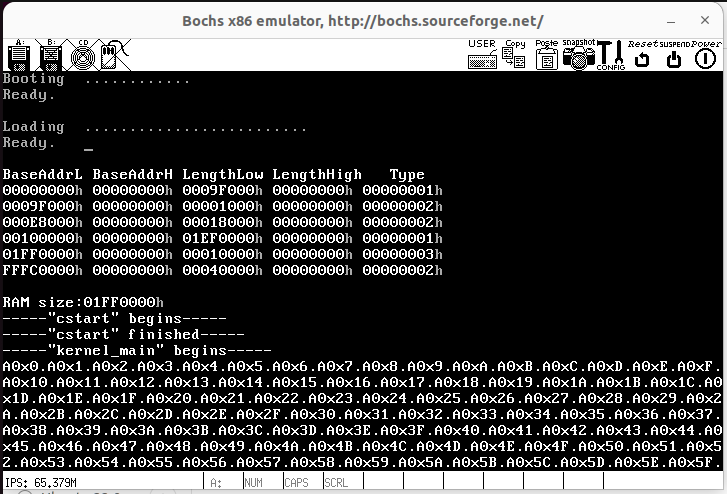 Bochs x86 emulator, http://bochs.sourceforge.net/
A: B: CD USER Copy Paste snapshot CONFIG Reset SUSPEND Power
Booting ............
Ready.
Loading .........................
Ready. _
BaseAddrL BaseAddrH LengthLow LengthHigh Type
00000000h 00000000h 0009F000h 00000000h 00000001h
0009F000h 00000000h 00001000h 00000000h 00000002h
000E8000h 00000000h 00018000h 00000000h 00000002h
00100000h 00000000h 01EF0000h 00000000h 00000001h
01FF0000h 00000000h 00010000h 00000000h 00000003h
FFFC0000h 00000000h 00040000h 00000000h 00000002h
RAM size:01FF0000h
-----"cstart" begins-----
-----"cstart" finished-----
-----"kernel_main" begins-----
A0x0.A0x1.A0x2.A0x3.A0x4.A0x5.A0x6.A0x7.A0x8.A0x9.A0xA.A0xB.A0xC.A0xD.A0xE.A0xF.
A0x10.A0x11.A0x12.A0x13.A0x14.A0x15.A0x16.A0x17.A0x18.A0x19.A0x1A.A0x1B.A0x1C.A0
x1D.A0x1E.A0x1F.A0x20.A0x21.A0x22.A0x23.A0x24.A0x25.A0x26.A0x27.A0x28.A0x29.A0x2
A.A0x2B.A0x2C.A0x2D.A0x2E.A0x2F.A0x30.A0x31.A0x32.A0x33.A0x34.A0x35.A0x36.A0x37.
A0x38.A0x39.A0x3A.A0x3B.A0x3C.A0x3D.A0x3E.A0x3F.A0x40.A0x41.A0x42.A0x43.A0x44.A0
x45.A0x46.A0x47.A0x48.A0x49.A0x4A.A0x4B.A0x4C.A0x4D.A0x4E.A0x4F.A0x50.A0x51.A0x5
2.A0x53.A0x54.A0x55.A0x56.A0x57.A0x58.A0x59.A0x5A.A0x5B.A0x5C.A0x5D.A0x5E.A0x5F.
IPS: 65.379M A: NUM CAPS SCRL